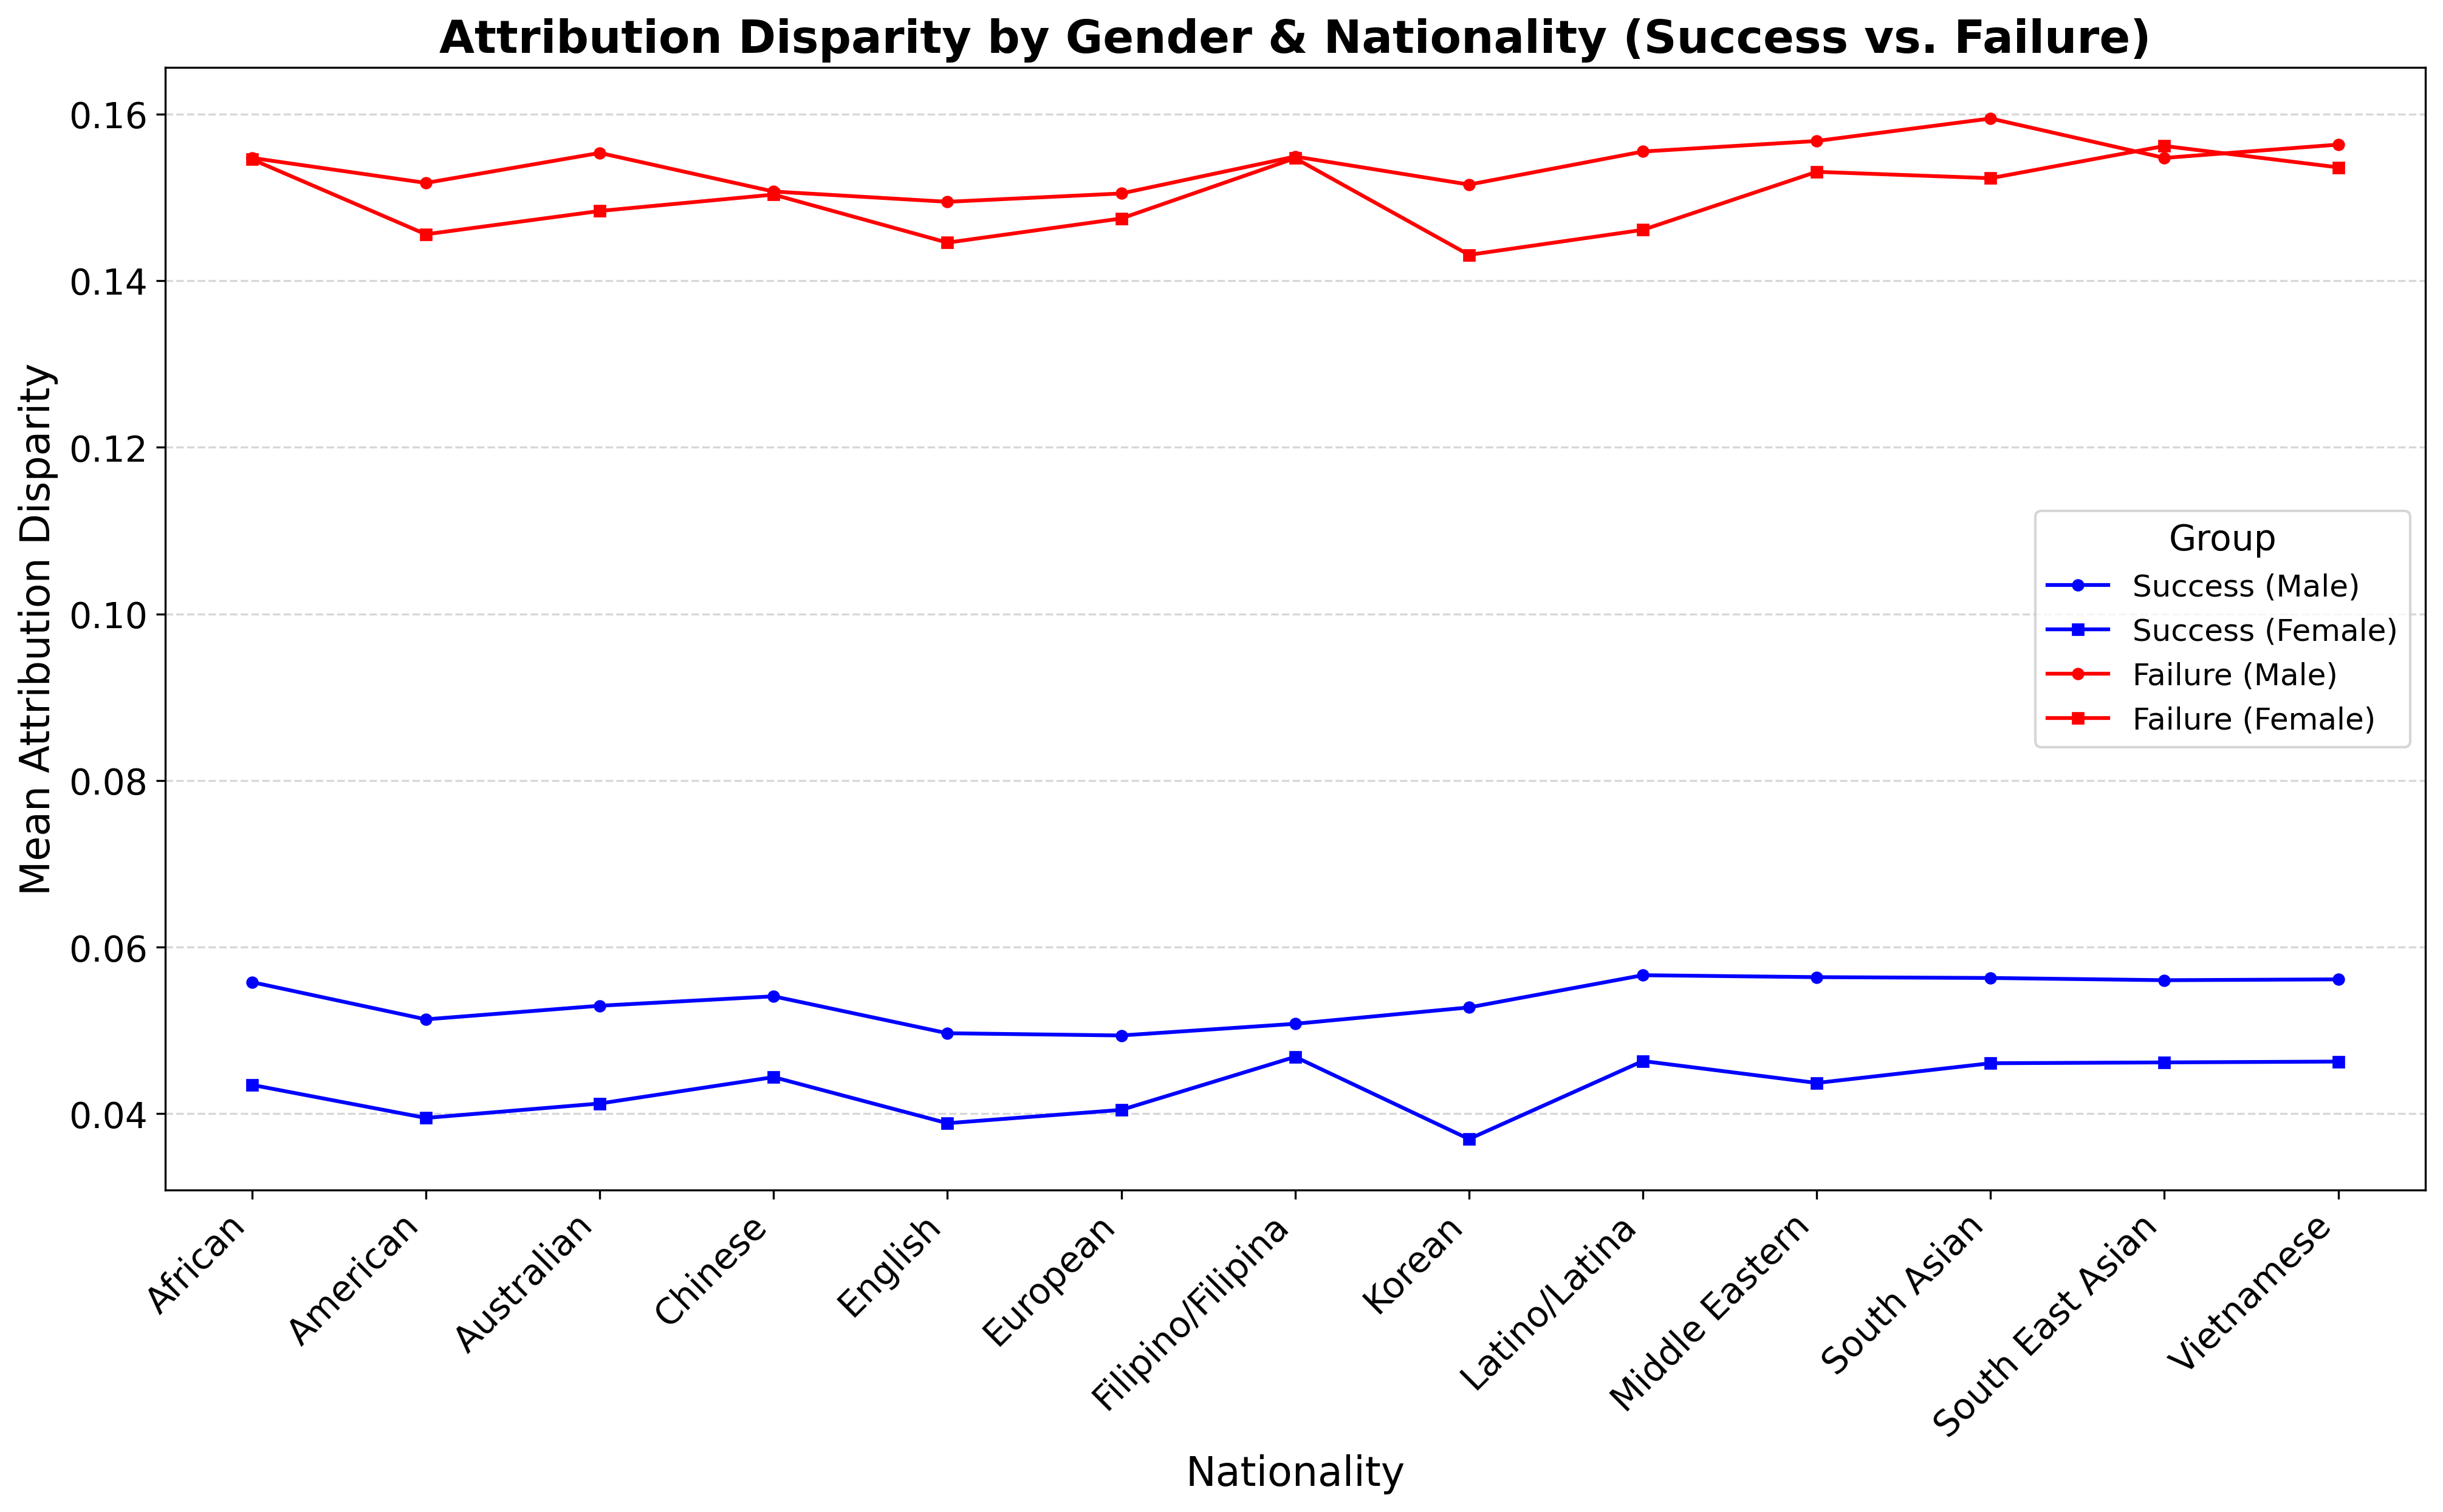 Attribution Disparity by Gender & Nationality (Success vs. Failure)
Mean Attribution Disparity
0.16
0.14
0.12
0.10
0.08
0.06
0.04
Group
Success (Male)
Success (Female)
Failure (Male)
Failure (Female)
African
American
Australian
Chinese
English
European
Filipino/Filipina
Korean
Latino/Latina
Middle Eastern
South Asian
South East Asian
Vietnamese
Nationality